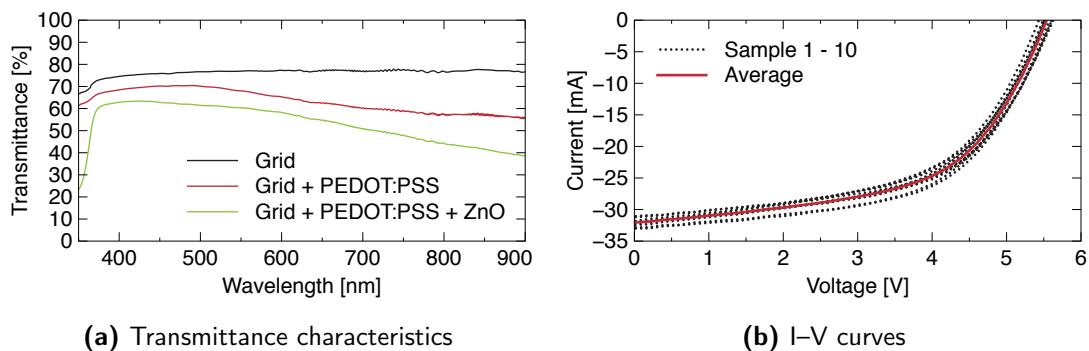 100
90
80
70
60
50
40
30
20
10
0
Transmittance [%]
Grid
Grid + PEDOT:PSS
Grid + PEDOT:PSS + ZnO
400 500 600 700 800 900
Wavelength [nm]
(a) Transmittance characteristics
0
−5
−10
−15
−20
−25
−30
−35
Current [mA]
Sample 1 - 10
Average
0 1 2 3 4 5 6
Voltage [V]
(b) I–V curves